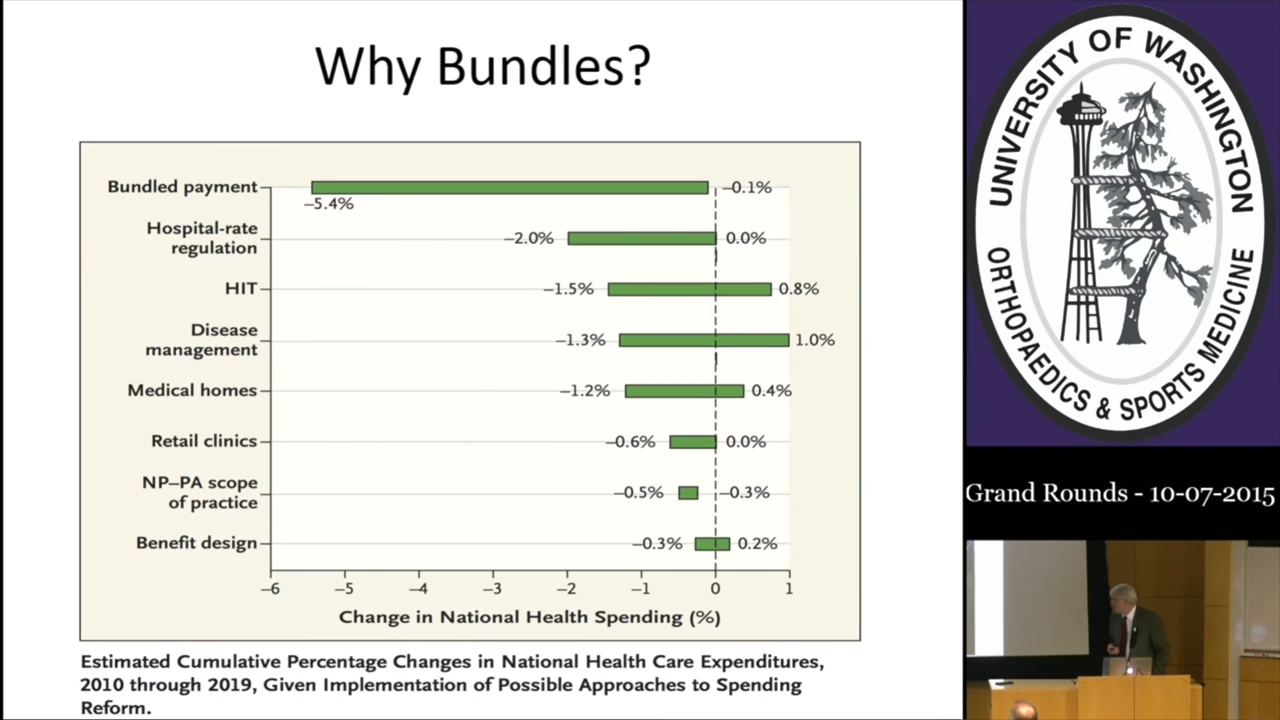 Why Bundles?
Bundled payment
–5.4%
–0.1%
Hospital-rate
regulation
–2.0%
0.0%
HIT
–1.5%
0.8%
Disease
management
–1.3%
1.0%
Medical homes
–1.2%
0.4%
Retail clinics
–0.6%
0.0%
NP–PA scope
of practice
–0.5%
–0.3%
Benefit design
–0.3%
0.2%
–6 –5 –4 –3 –2 –1 0 1
Change in National Health Spending (%)
Estimated Cumulative Percentage Changes in National Health Care Expenditures,
2010 through 2019, Given Implementation of Possible Approaches to Spending
Reform.
UNIVERSITY OF WASHINGTON
ORTHOPAEDICS & SPORTS MEDICINE
Grand Rounds - 10-07-2015